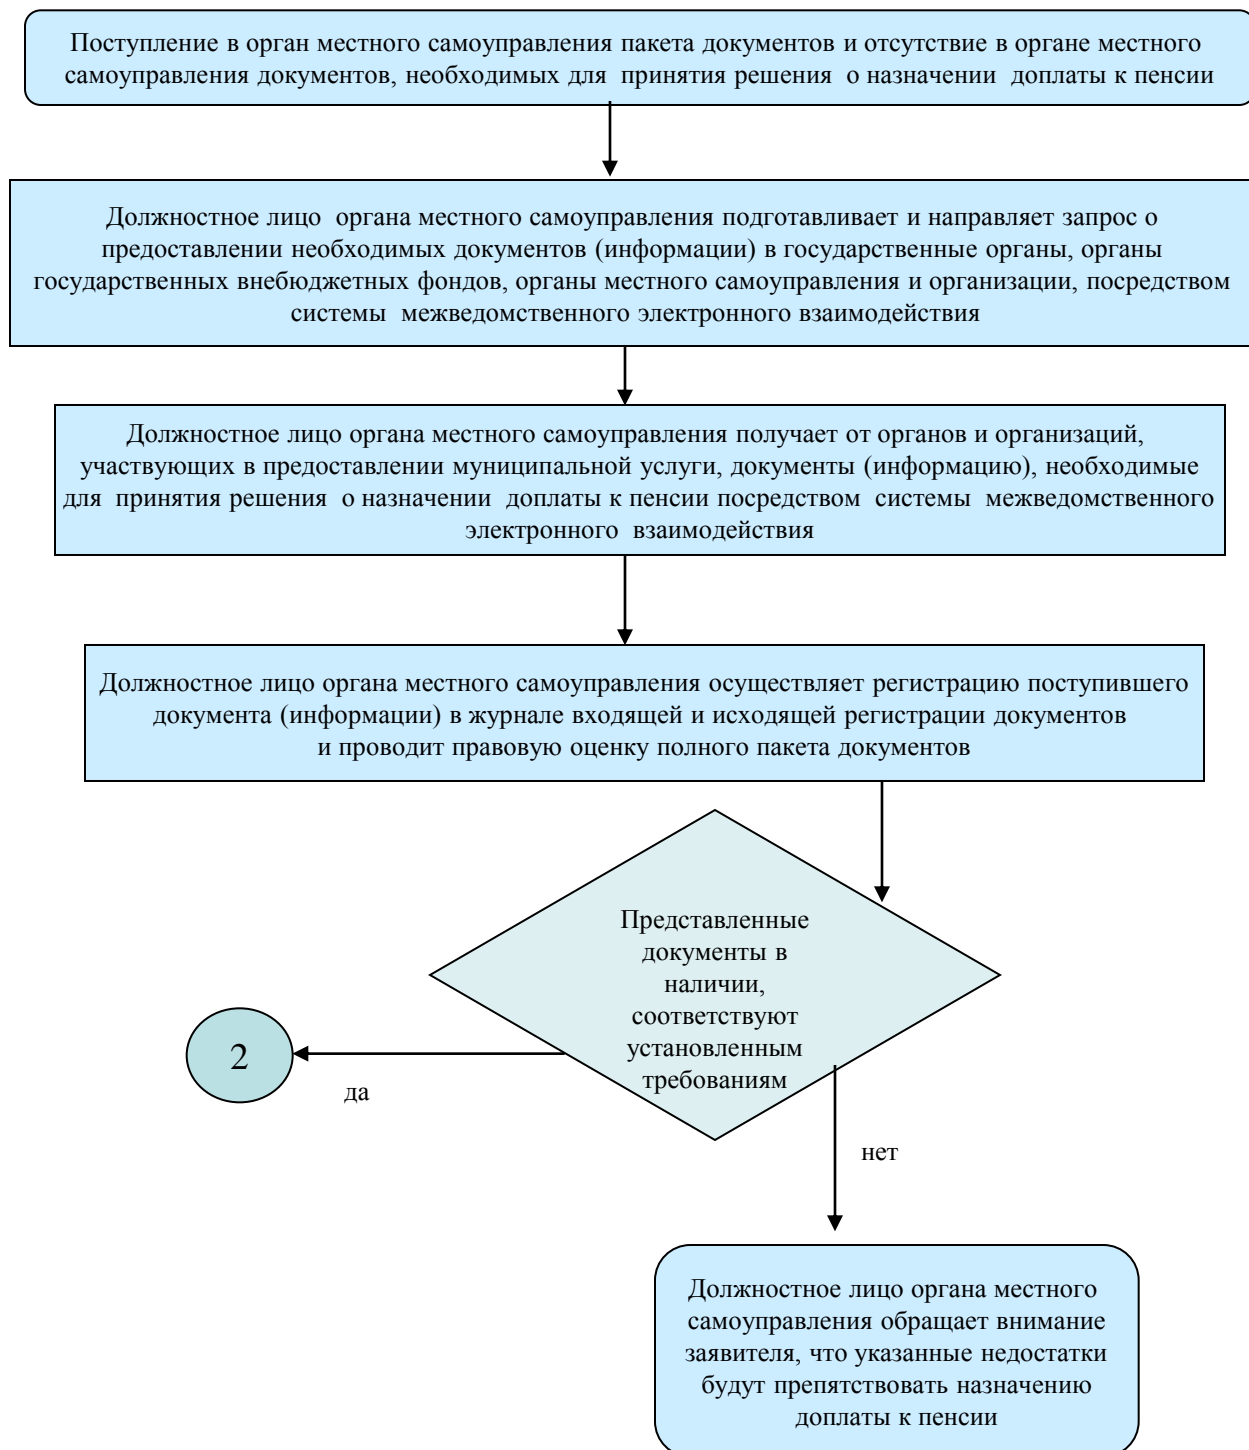 Поступление в орган местного самоуправления пакета документов и отсутствие в органе местного
самоуправления документов, необходимых для принятия решения о назначении доплаты к пенсии
Должностное лицо органа местного самоуправления подготавливает и направляет запрос о
предоставлении необходимых документов (информации) в государственные органы, органы
государственных внебюджетных фондов, органы местного самоуправления и организации, посредством
системы межведомственного электронного взаимодействия
Должностное лицо органа местного самоуправления получает от органов и организаций,
участвующих в предоставлении муниципальной услуги, документы (информацию), необходимые
для принятия решения о назначении доплаты к пенсии посредством системы межведомственного
электронного взаимодействия
Должностное лицо органа местного самоуправления осуществляет регистрацию поступившего
документа (информации) в журнале входящей и исходящей регистрации документов
и проводит правовую оценку полного пакета документов
Представленные
документы в
наличии,
соответствуют
установленным
требованиям
2
да
нет
Должностное лицо органа местного
самоуправления обращает внимание
заявителя, что указанные недостатки
будут препятствовать назначению
доплаты к пенсии